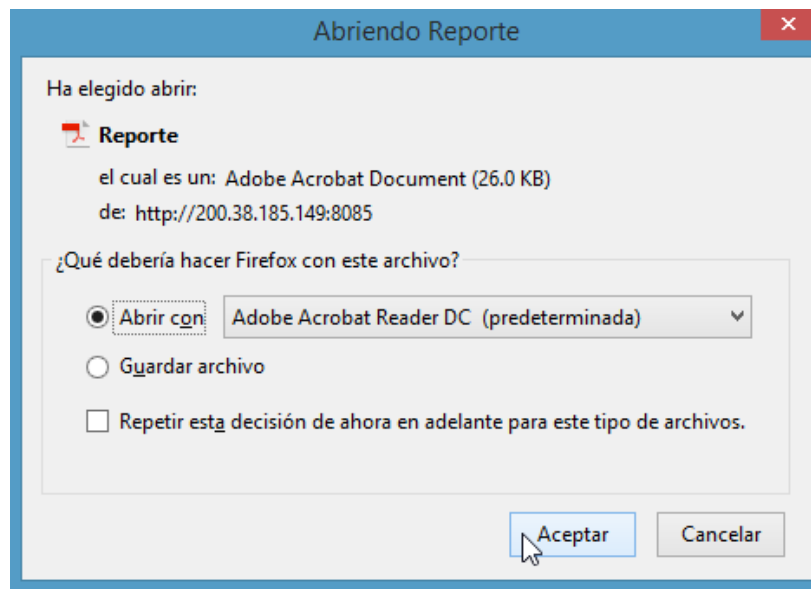 Abriendo Reporte
Ha elegido abrir:
Reporte
el cual es un: Adobe Acrobat Document (26.0 KB)
de: http://200.38.185.149:8085
¿Qué debería hacer Firefox con este archivo?
Abrir con Adobe Acrobat Reader DC (predeterminada)
Guardar archivo
Repetir esta decisión de ahora en adelante para este tipo de archivos.
Aceptar Cancelar